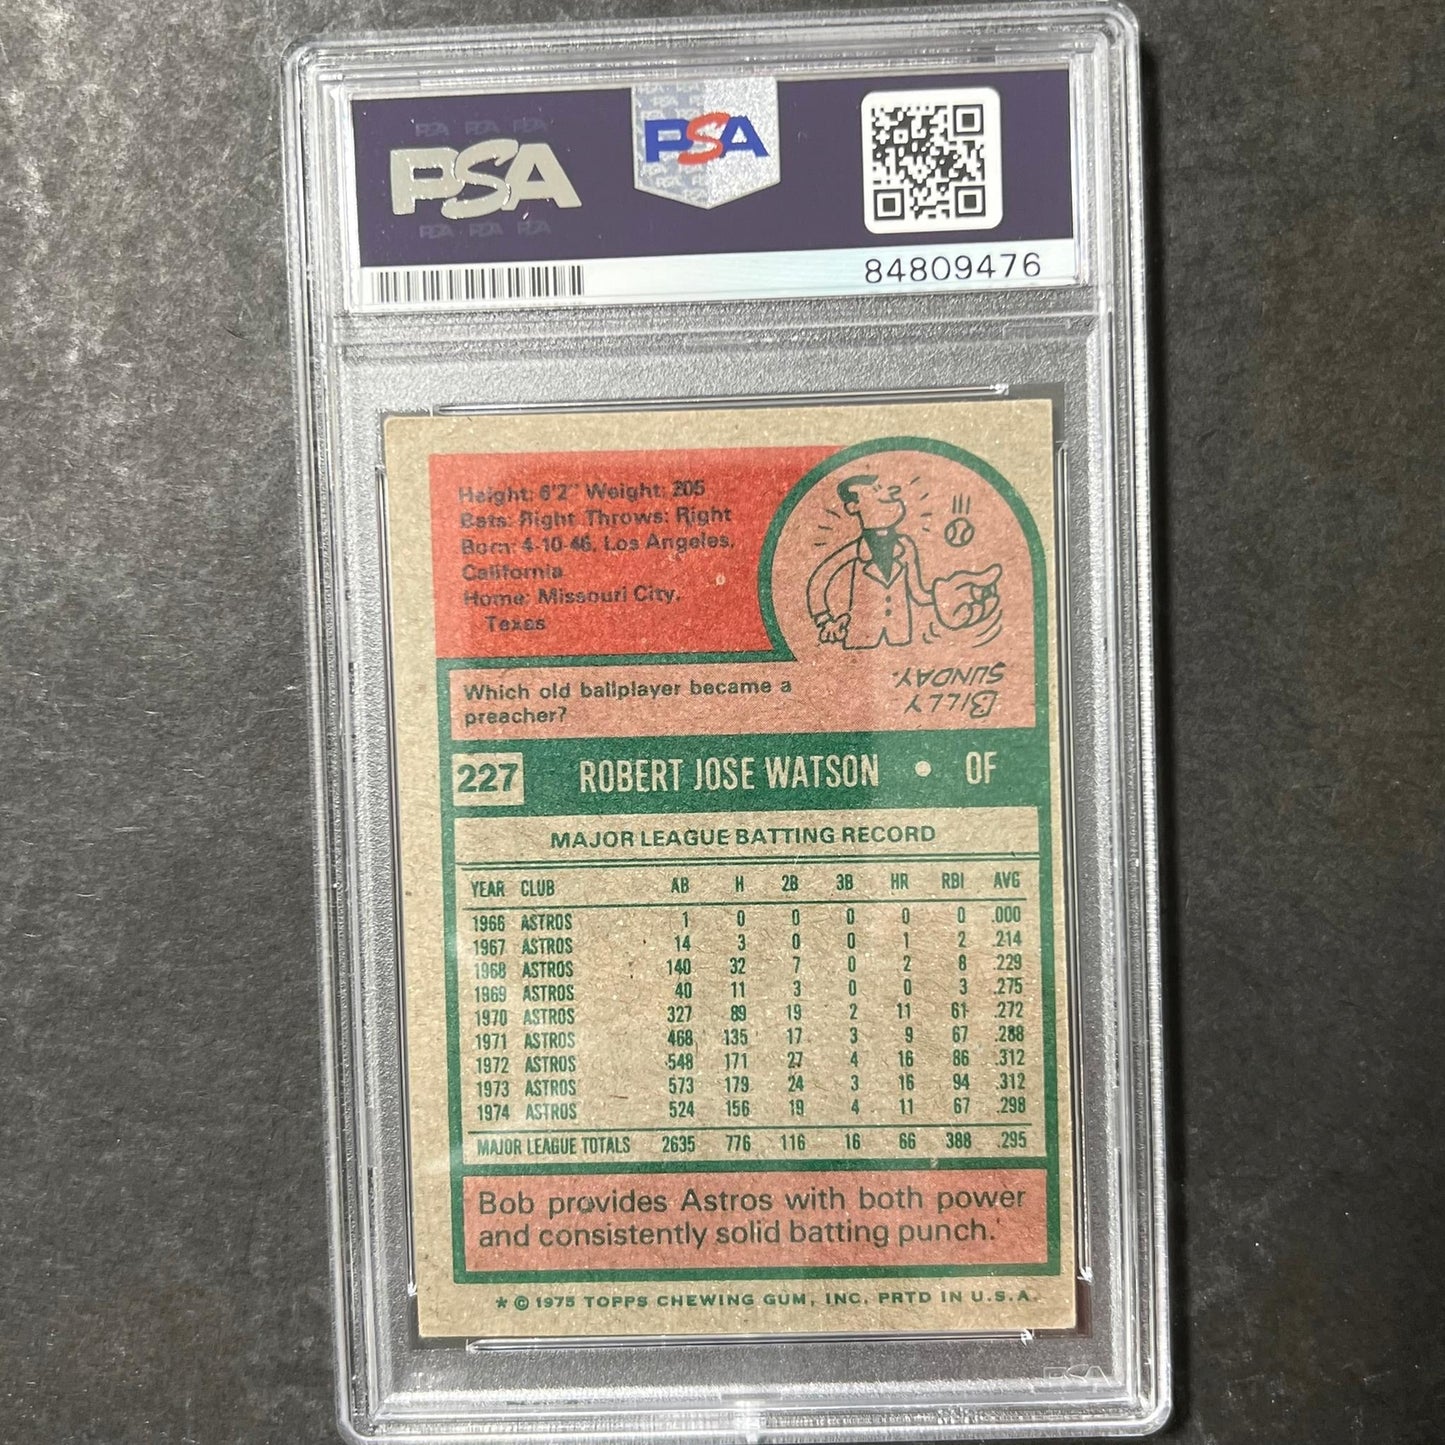 PSA PSA PSA
PSA
PSA PSA PSA
PSA
84809476
Height: 6'2" Weight: 205
Bats: Right Throws: Right
Born: 4-10-46, Los Angeles,
California
Home: Missouri City,
Texas
BILLY
SUNDAY.
Which old ballplayer became a
preacher?
227 ROBERT JOSE WATSON • OF
MAJOR LEAGUE BATTING RECORD
YEAR CLUB AB H 2B 3B HR RBI AVG
1966 ASTROS 1 0 0 0 0 0 .000
1967 ASTROS 14 3 0 0 1 2 .214
1968 ASTROS 140 32 7 0 2 8 .229
1969 ASTROS 40 11 3 0 0 3 .275
1970 ASTROS 327 89 19 2 11 61 .272
1971 ASTROS 468 135 17 3 9 67 .288
1972 ASTROS 548 171 27 4 16 86 .312
1973 ASTROS 573 179 24 3 16 94 .312
1974 ASTROS 524 156 19 4 11 67 .298
MAJOR LEAGUE TOTALS 2635 776 116 16 66 388 .295
Bob provides Astros with both power
and consistently solid batting punch.
* © 1975 TOPPS CHEWING GUM, INC. PRTD IN U.S.A.
PSA